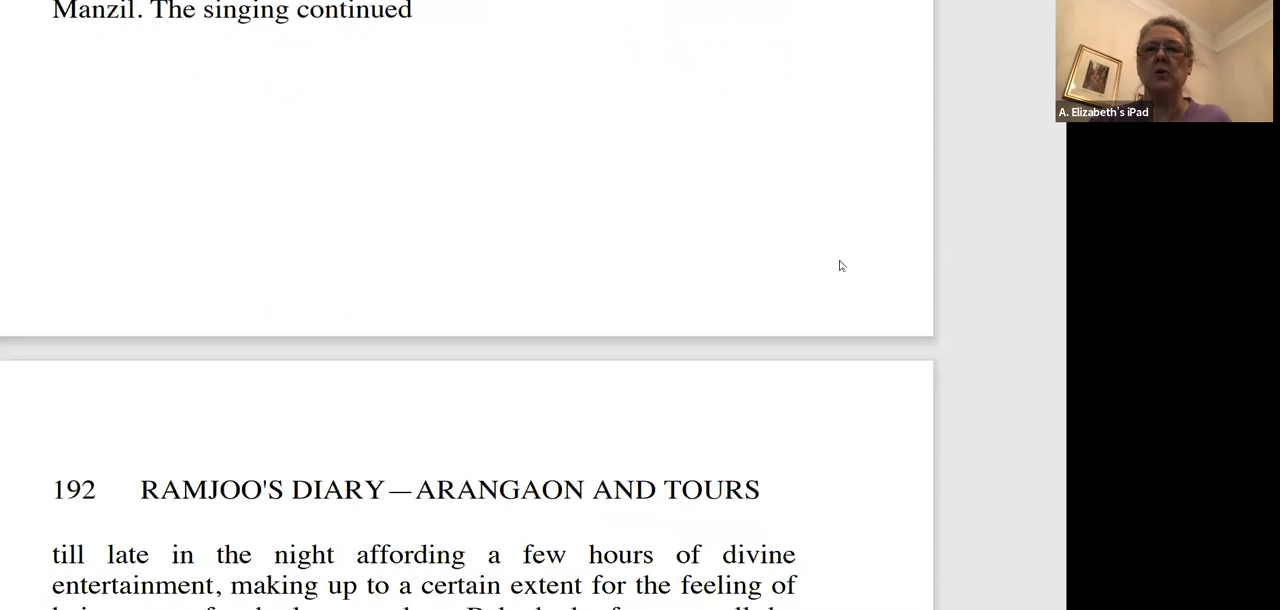 Manzil. The singing continued
A. Elizabeth's iPad
192 RAMJOO'S DIARY—ARANGAON AND TOURS
till late in the night affording a few hours of divine
entertainment, making up to a certain extent for the feeling of